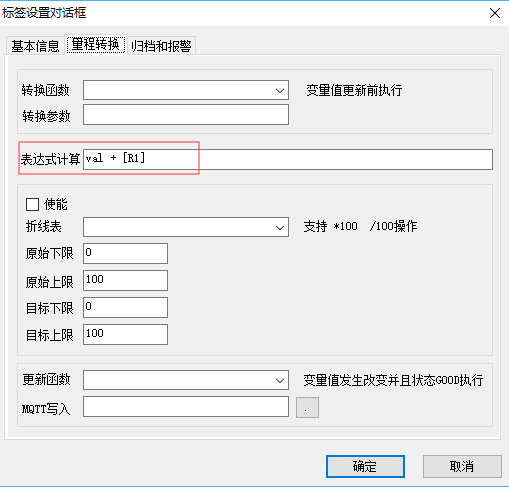 标签设置对话框
基本信息 量程转换 归档和报警
转换函数 变量值更新前执行
转换参数
表达式计算 val + [R1]
使能
折线表 支持 *100 /100操作
原始下限 0
原始上限 100
目标下限 0
目标上限 100
更新函数 变量值发生改变并且状态GOOD执行
MQTT写入 .
确定 取消